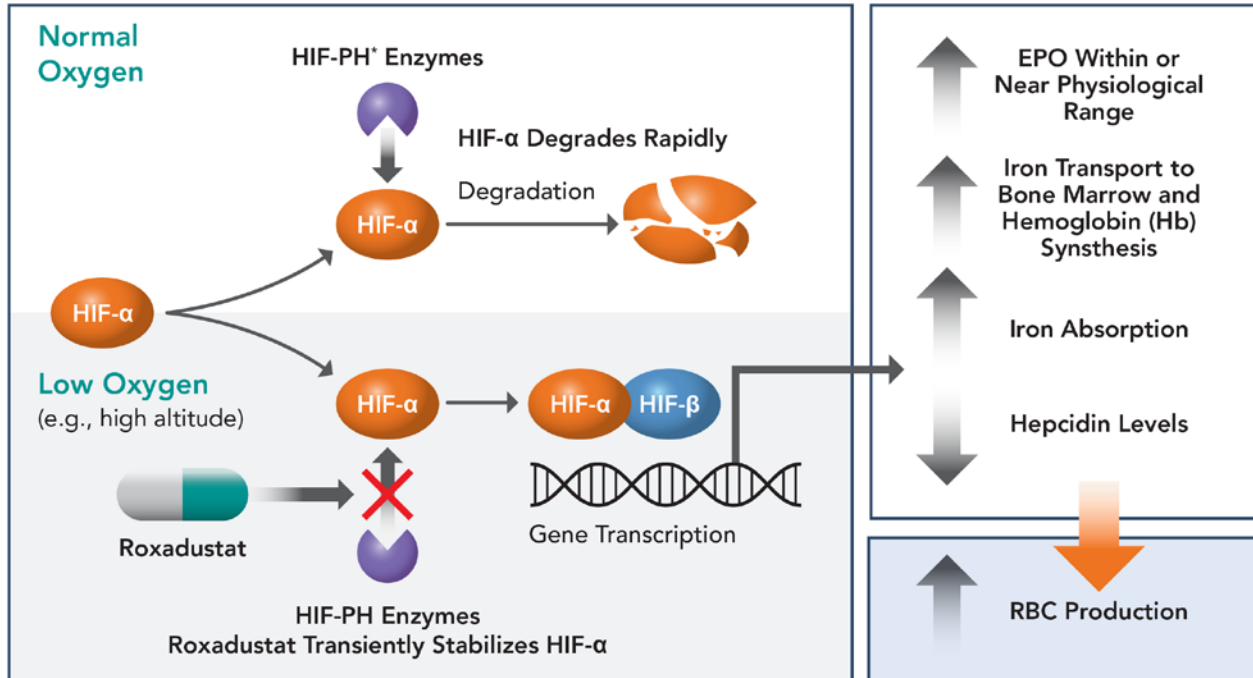 Normal
Oxygen
HIF-PH* Enzymes
HIF-α Degrades Rapidly
Degradation
HIF-α
HIF-α
Low Oxygen
(e.g., high altitude)
HIF-α
HIF-α
HIF-β
Roxadustat
Gene Transcription
HIF-PH Enzymes
Roxadustat Transiently Stabilizes HIF-α
EPO Within or
Near Physiological
Range
Iron Transport to
Bone Marrow and
Hemoglobin (Hb)
Synsthesis
Iron Absorption
Hepcidin Levels
RBC Production